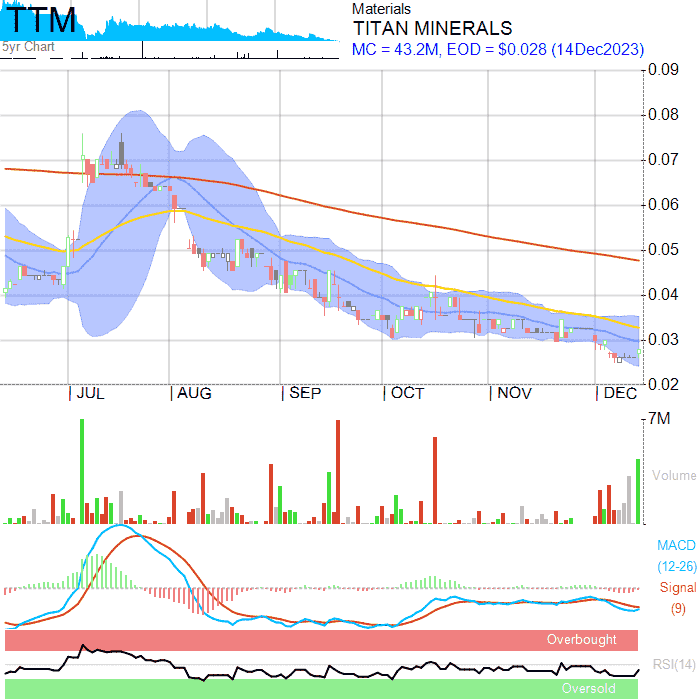 TTM
5yr Chart
Materials
TITAN MINERALS
MC = 43.2M, EOD = $0.028 (14Dec2023)
0.09
0.08
0.07
0.06
0.05
0.04
0.03
0.02
JUL AUG SEP OCT NOV DEC
7M
Volume
MACD
(12-26)
Signal
(9)
Overbought
RSI(14)
Oversold